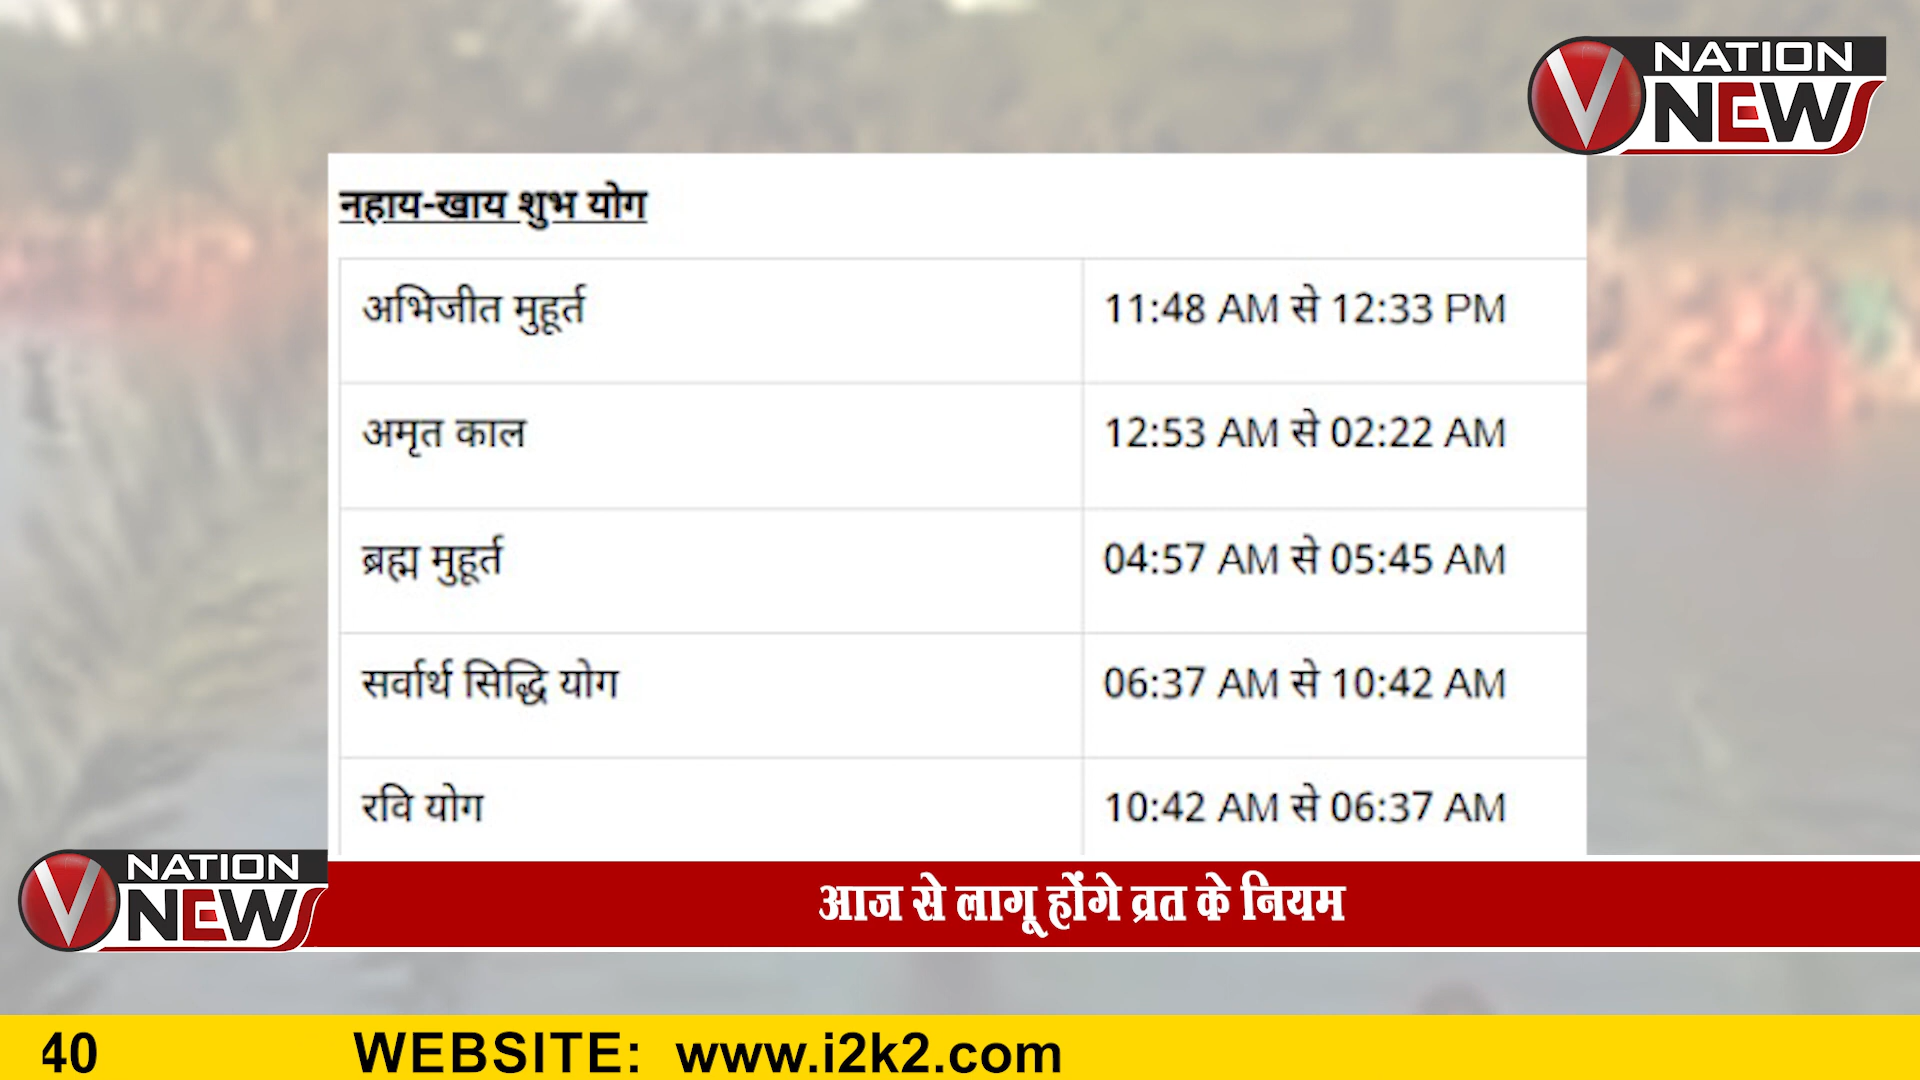 NATION
NEWS
नहाय-खाय शुभ योग
अभिजीत मुहूर्त 11:48 AM से 12:33 PM
अमृत काल 12:53 AM से 02:22 AM
ब्रह्म मुहूर्त 04:57 AM से 05:45 AM
सर्वार्थ सिद्धि योग 06:37 AM से 10:42 AM
रवि योग 10:42 AM से 06:37 AM
V NATION
NEWS
आज से लागू होंगे व्रत के नियम
40 WEBSITE: www.i2k2.com